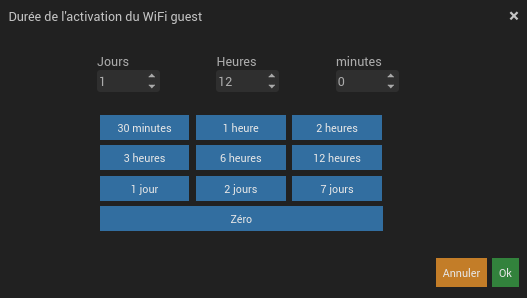 Durée de l'activation du WiFi guest ×
Jours Heures minutes
1 12 0
30 minutes 1 heure 2 heures
3 heures 6 heures 12 heures
1 jour 2 jours 7 jours
Zéro
Annuler Ok